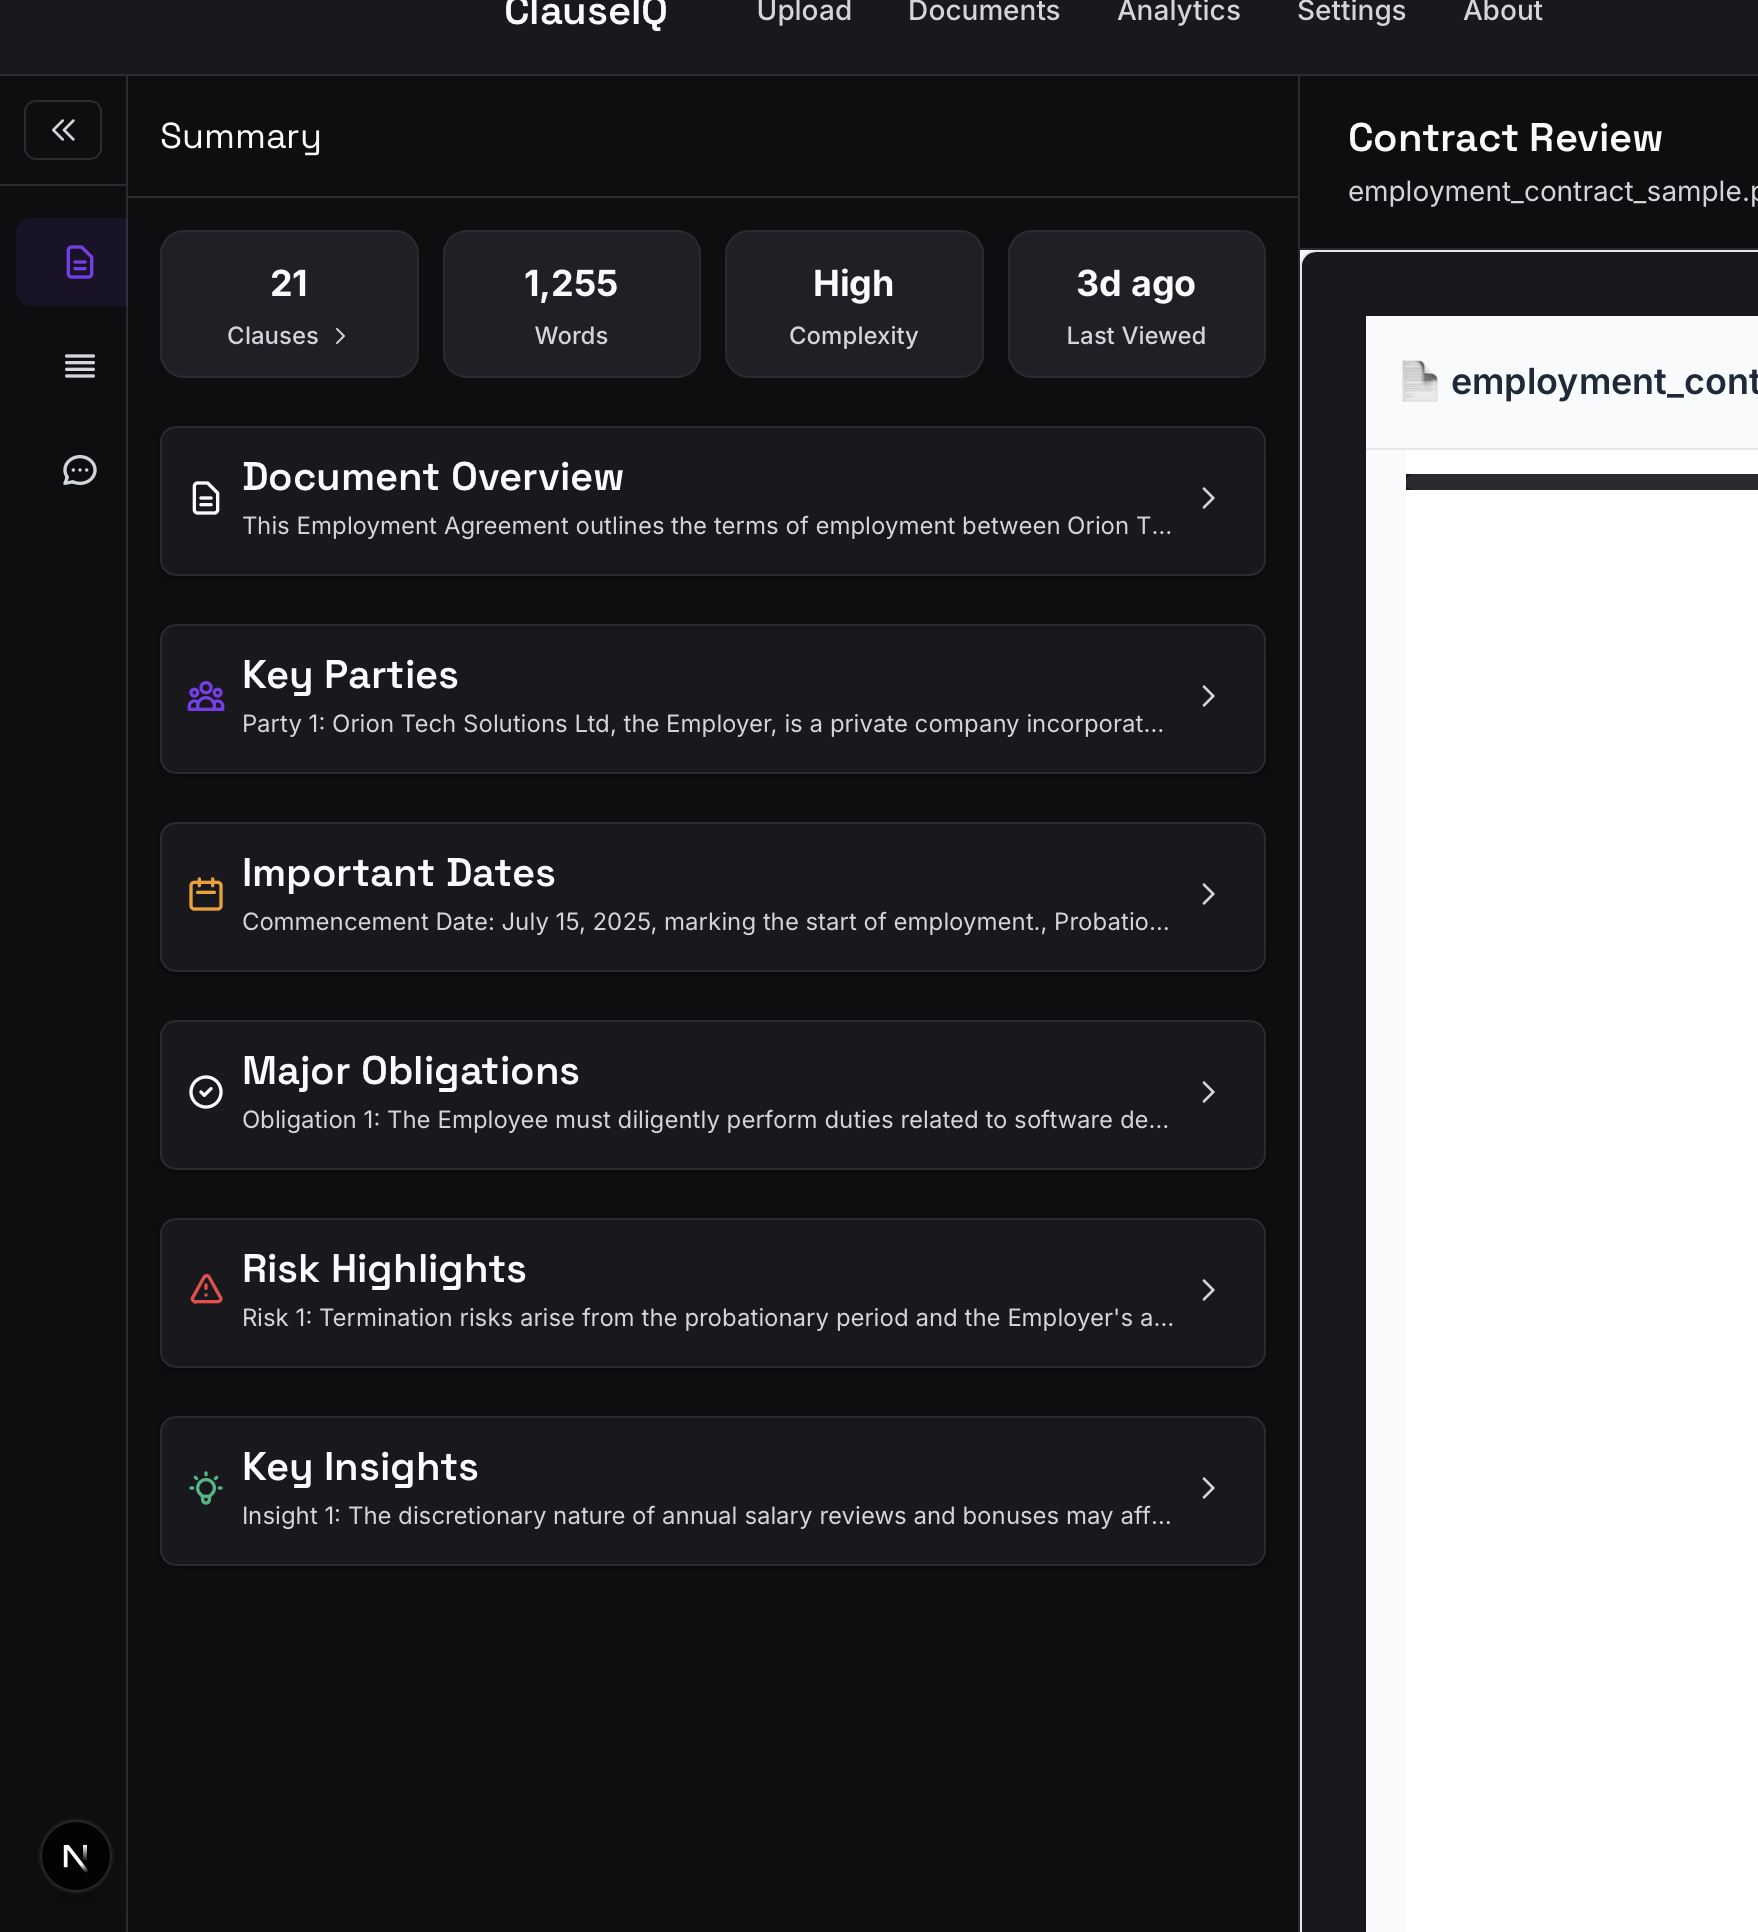 ClauseIQ
Upload
Documents
Analytics
Settings
About
Summary
21
Clauses
1,255
Words
High
Complexity
3d ago
Last Viewed
Document Overview
This Employment Agreement outlines the terms of employment between Orion T...
Key Parties
Party 1: Orion Tech Solutions Ltd, the Employer, is a private company incorporat...
Important Dates
Commencement Date: July 15, 2025, marking the start of employment., Probatio...
Major Obligations
Obligation 1: The Employee must diligently perform duties related to software de...
Risk Highlights
Risk 1: Termination risks arise from the probationary period and the Employer's a...
Key Insights
Insight 1: The discretionary nature of annual salary reviews and bonuses may aff...
N
Contract Review
employment_contract_sample.p
employment_cont